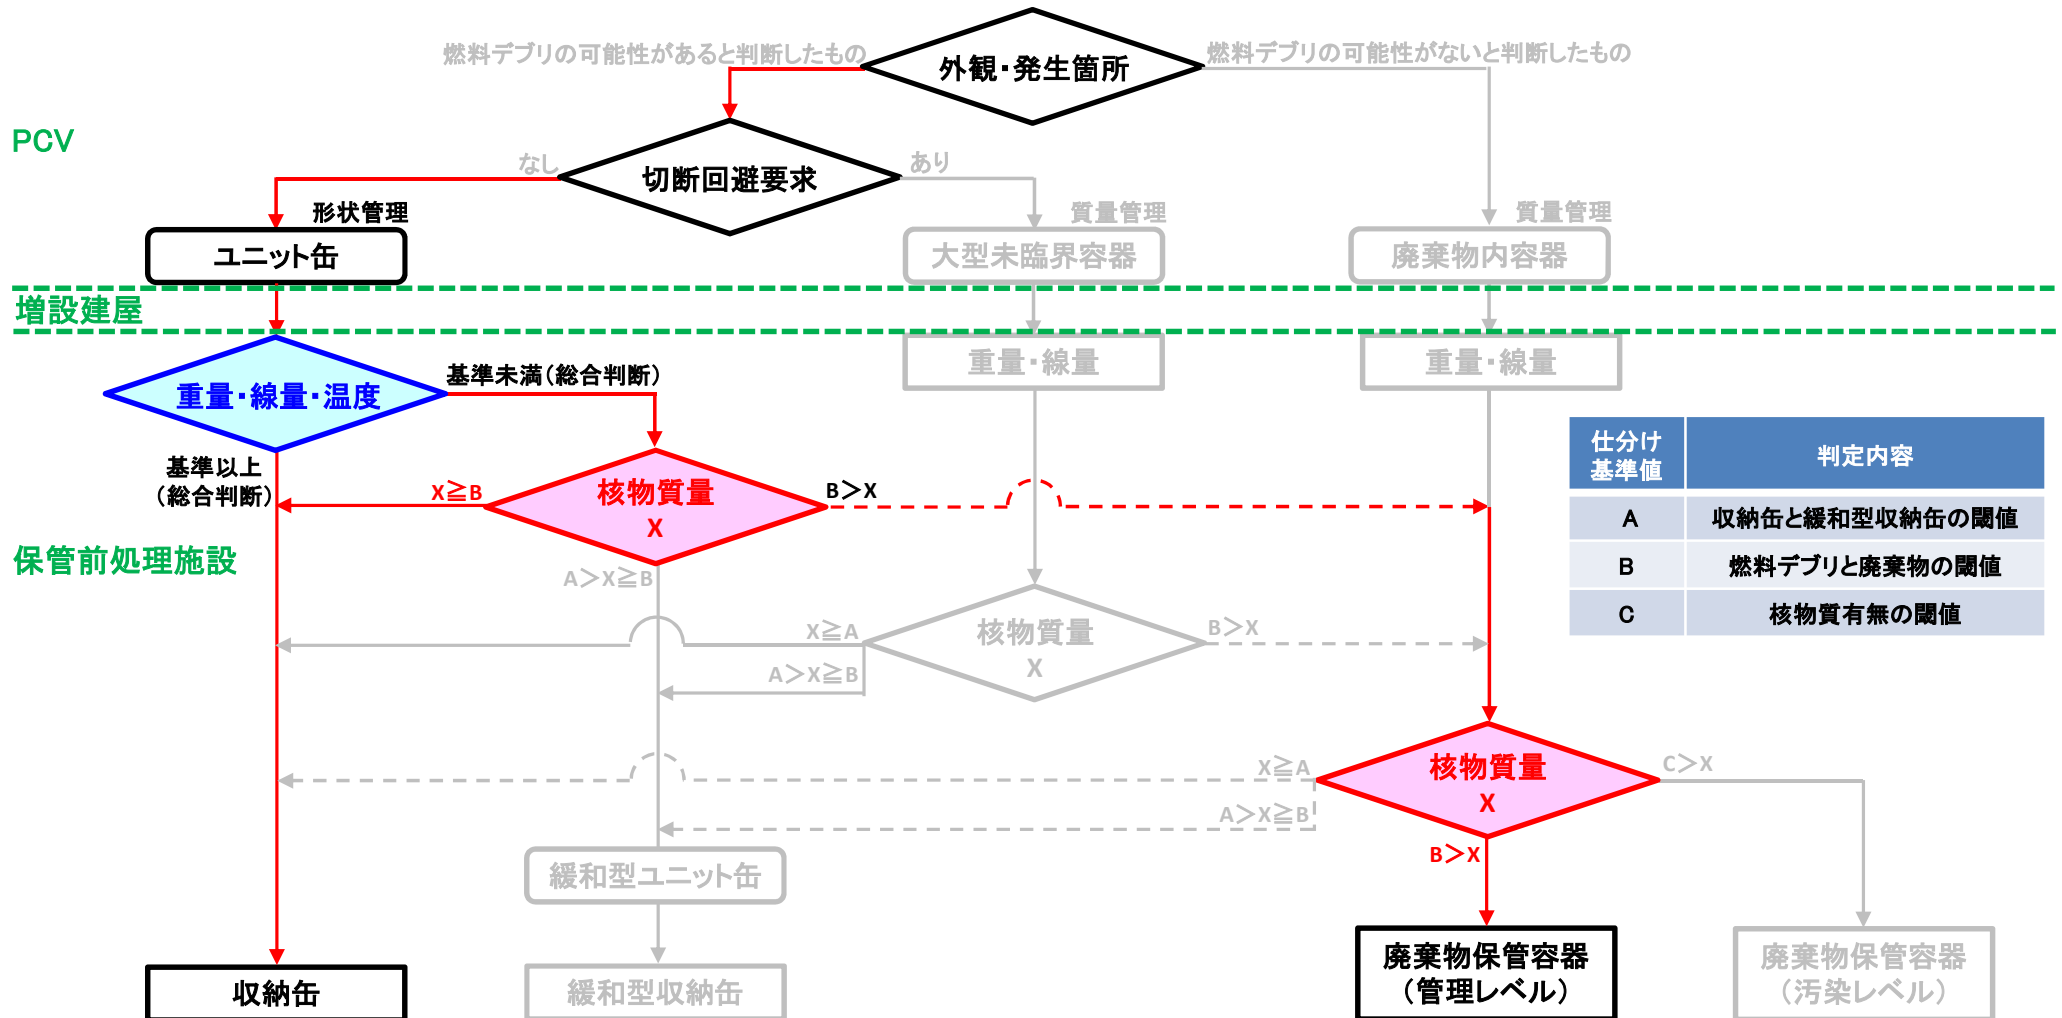 燃料デブリの可能性があると判断したもの
外観・発生箇所
燃料デブリの可能性がないと判断したもの
PCV
なし
切断回避要求
あり
形状管理
質量管理
質量管理
ユニット缶
大型未臨界容器
廃棄物内容器
増設建屋
重量・線量・温度
基準未満(総合判断)
重量・線量
重量・線量
仕分け
基準値
判定内容
A
収納缶と緩和型収納缶の閾値
B
燃料デブリと廃棄物の閾値
C
核物質有無の閾値
基準以上
(総合判断)
X≧B
核物質量
X
B>X
保管前処理施設
A>X≧B
X≧A
核物質量
X
B>X
A>X≧B
X≧A
核物質量
X
C>X
A>X≧B
B>X
緩和型ユニット缶
収納缶
緩和型収納缶
廃棄物保管容器
(管理レベル)
廃棄物保管容器
(汚染レベル)